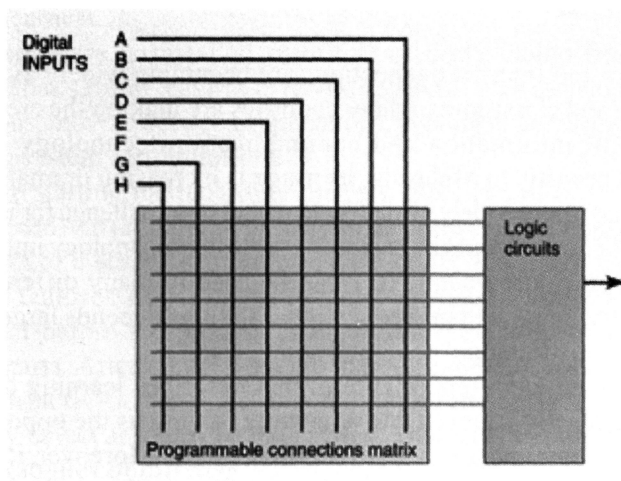 Digital
INPUTS
A
B
C
D
E
F
G
H
Logic
circuits
Programmable connections matrix